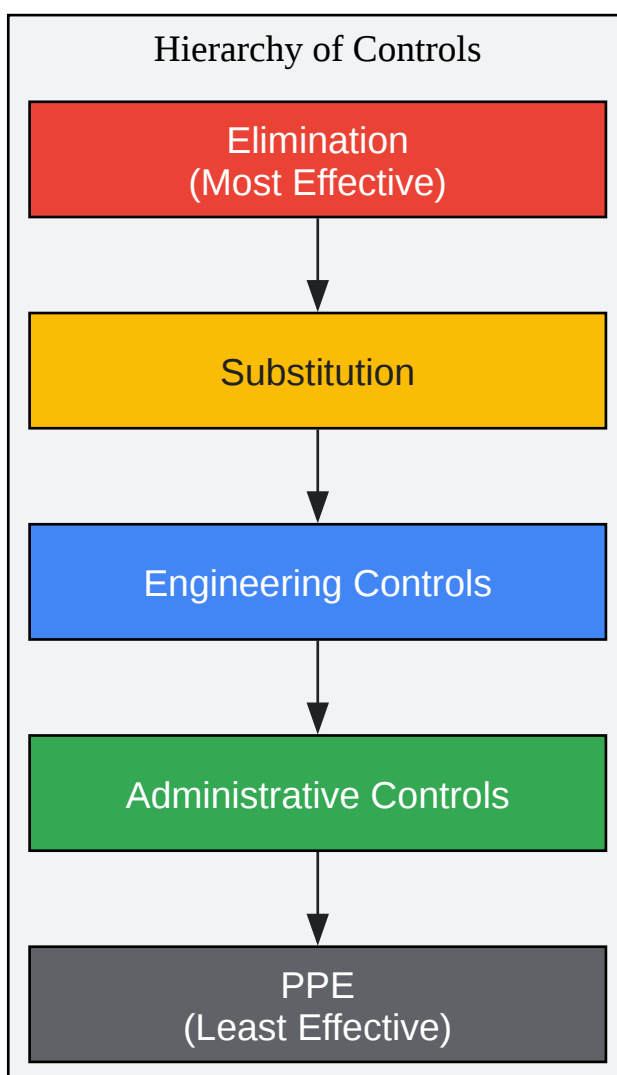 Hierarchy of Controls
Elimination
(Most Effective)
Substitution
Engineering Controls
Administrative Controls
PPE
(Least Effective)